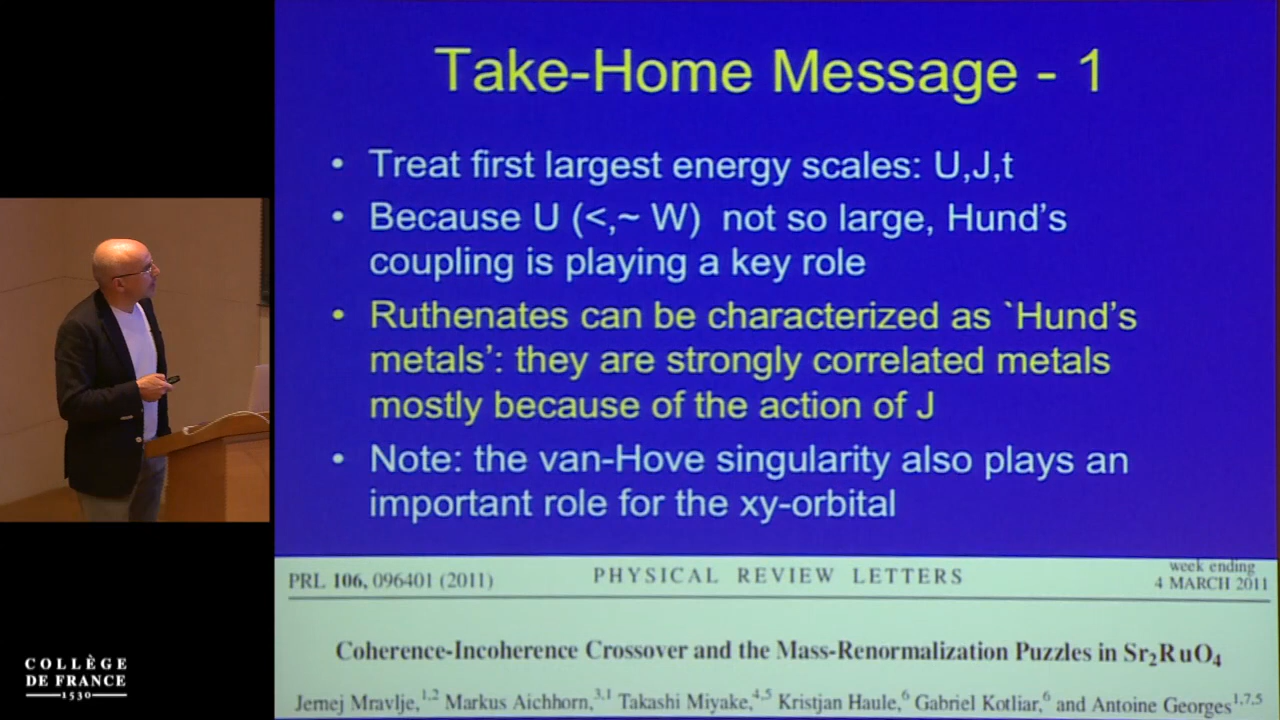 Take-Home Message - 1
• Treat first largest energy scales: U,J,t
• Because U (<,~ W) not so large, Hund's
coupling is playing a key role
• Ruthenates can be characterized as `Hund's
metals': they are strongly correlated metals
mostly because of the action of J
• Note: the van-Hove singularity also plays an
important role for the xy-orbital
PRL 106, 096401 (2011) PHYSICAL REVIEW LETTERS week ending
4 MARCH 2011
Coherence-Incoherence Crossover and the Mass-Renormalization Puzzles in Sr₂RuO₄
Jernej Mravlje,¹,² Markus Aichhorn,³,¹ Takashi Miyake,⁴,⁵ Kristjan Haule,⁶ Gabriel Kotliar,⁶ and Antoine Georges¹,⁷,⁵
COLLÈGE
DE FRANCE
1530